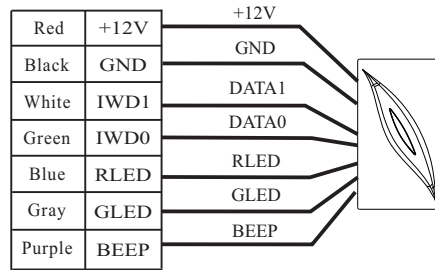 Red +12V +12V
Black GND GND
White IWD1 DATA1
Green IWD0 DATA0
Blue RLED RLED
Gray GLED GLED
Purple BEEP BEEP